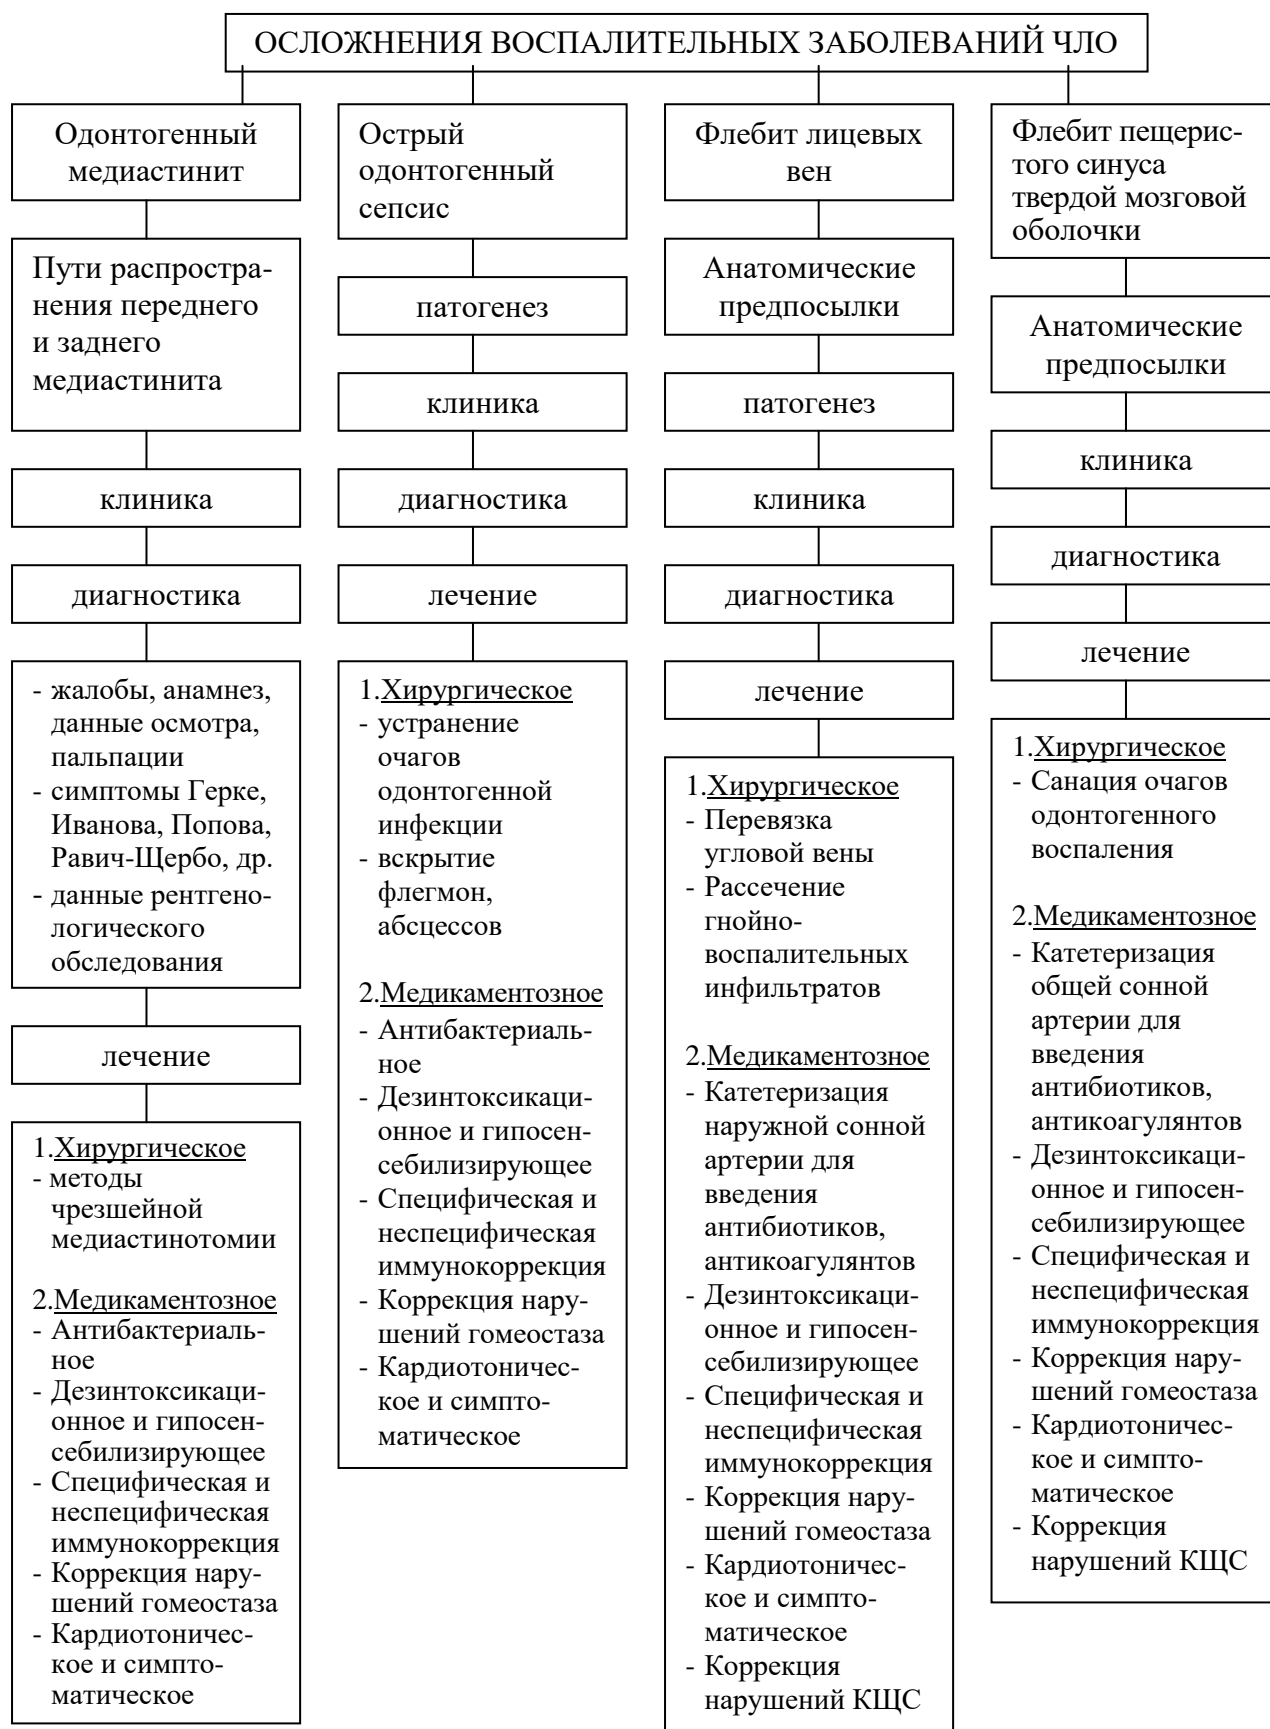 ОСЛОЖНЕНИЯ ВОСПАЛИТЕЛЬНЫХ ЗАБОЛЕВАНИЙ ЧЛО
Одонтогенный
медиастинит
Пути распростра-
нения переднего
и заднего
медиастинита
клиника
диагностика
- жалобы, анамнез,
данные осмотра,
пальпации
- симптомы Герке,
Иванова, Попова,
Равич-Щербо, др.
- данные рентгено-
логического
обследования
лечение
1.Хирургическое
- методы
чрезшейной
медиастинотомии
2.Медикаментозное
- Антибактериаль-
ное
- Дезинтоксикаци-
онное и гипосен-
себилизирующее
- Специфическая и
неспецифическая
иммунокоррекция
- Коррекция нару-
шений гомеостаза
- Кардиотоничес-
кое и симпто-
матическое
Острый
одонтогенный
сепсис
патогенез
клиника
диагностика
лечение
1.Хирургическое
- устранение
очагов
одонтогенной
инфекции
- вскрытие
флегмон,
абсцессов
2.Медикаментозное
- Антибактериаль-
ное
- Дезинтоксикаци-
онное и гипосен-
себилизирующее
- Специфическая и
неспецифическая
иммунокоррекция
- Коррекция нару-
шений гомеостаза
- Кардиотоничес-
кое и симпто-
матическое
Флебит лицевых
вен
Анатомические
предпосылки
патогенез
клиника
диагностика
лечение
1.Хирургическое
- Перевязка
угловой вены
- Рассечение
гнойно-
воспалительных
инфильтратов
2.Медикаментозное
- Катетеризация
наружной сонной
артерии для
введения
антибиотиков,
антикоагулянтов
- Дезинтоксикаци-
онное и гипосен-
себилизирующее
- Специфическая и
неспецифическая
иммунокоррекция
- Коррекция нару-
шений гомеостаза
- Кардиотоничес-
кое и симпто-
матическое
- Коррекция
нарушений КЩС
Флебит пещерис-
того синуса
твердой мозговой
оболочки
Анатомические
предпосылки
клиника
диагностика
лечение
1.Хирургическое
- Санация очагов
одонтогенного
воспаления
2.Медикаментозное
- Катетеризация
общей сонной
артерии для
введения
антибиотиков,
антикоагулянтов
- Дезинтоксикаци-
онное и гипосен-
себилизирующее
- Специфическая и
неспецифическая
иммунокоррекция
- Коррекция нару-
шений гомеостаза
- Кардиотоничес-
кое и симпто-
матическое
- Коррекция
нарушений КЩС